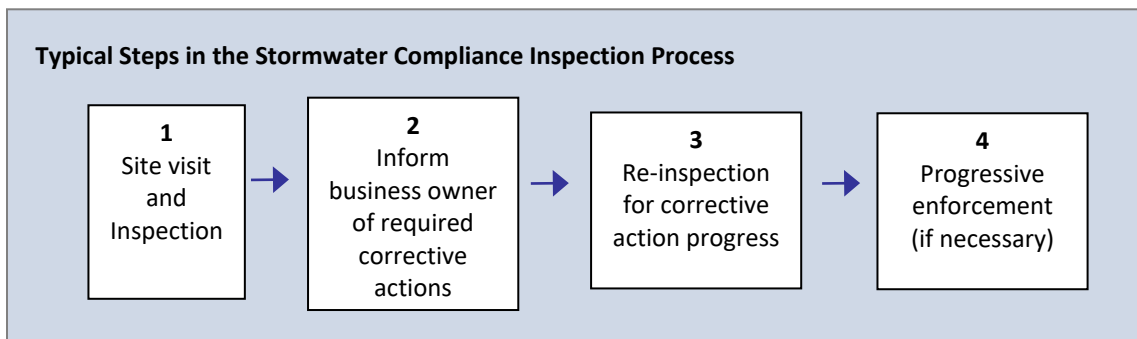 Typical Steps in the Stormwater Compliance Inspection Process
1
Site visit
and
Inspection
2
Inform
business owner
of required
corrective
actions
3
Re-inspection
for corrective
action progress
4
Progressive
enforcement
(if necessary)